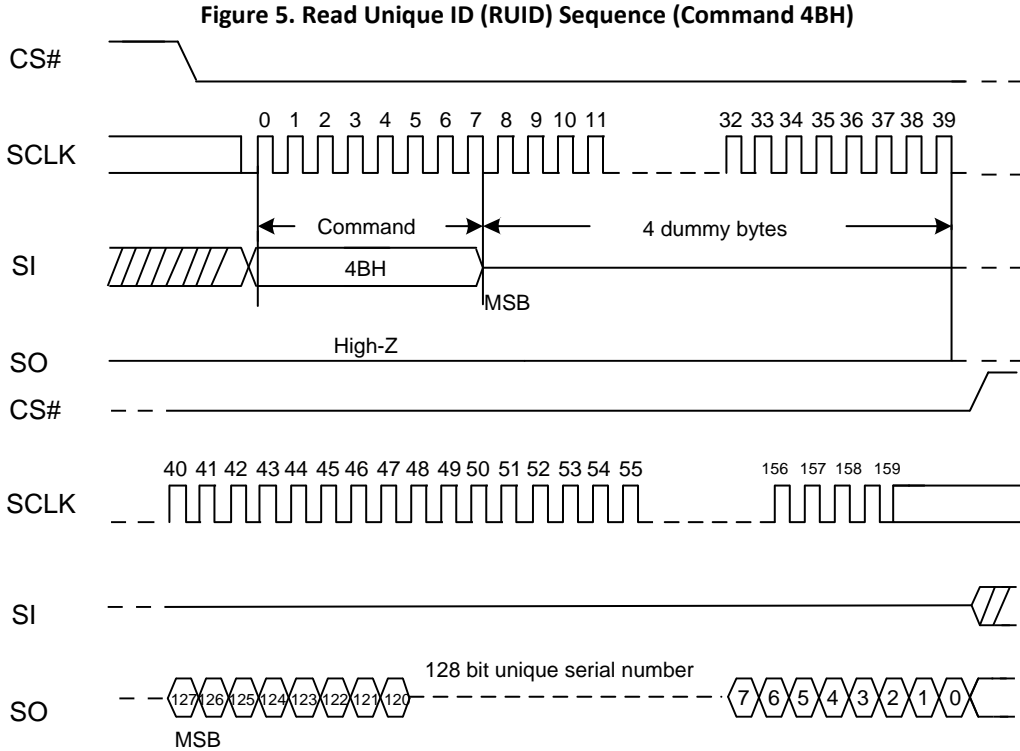 Figure 5. Read Unique ID (RUID) Sequence (Command 4BH)
CS#
0 1 2 3 4 5 6 7 8 9 10 11 32 33 34 35 36 37 38 39
SCLK
Command 4 dummy bytes
SI 4BH
MSB
High-Z
SO
CS#
40 41 42 43 44 45 46 47 48 49 50 51 52 53 54 55 156 157 158 159
SCLK
SI
128 bit unique serial number
SO 127 126 125 124 123 122 121 120 7 6 5 4 3 2 1 0
MSB